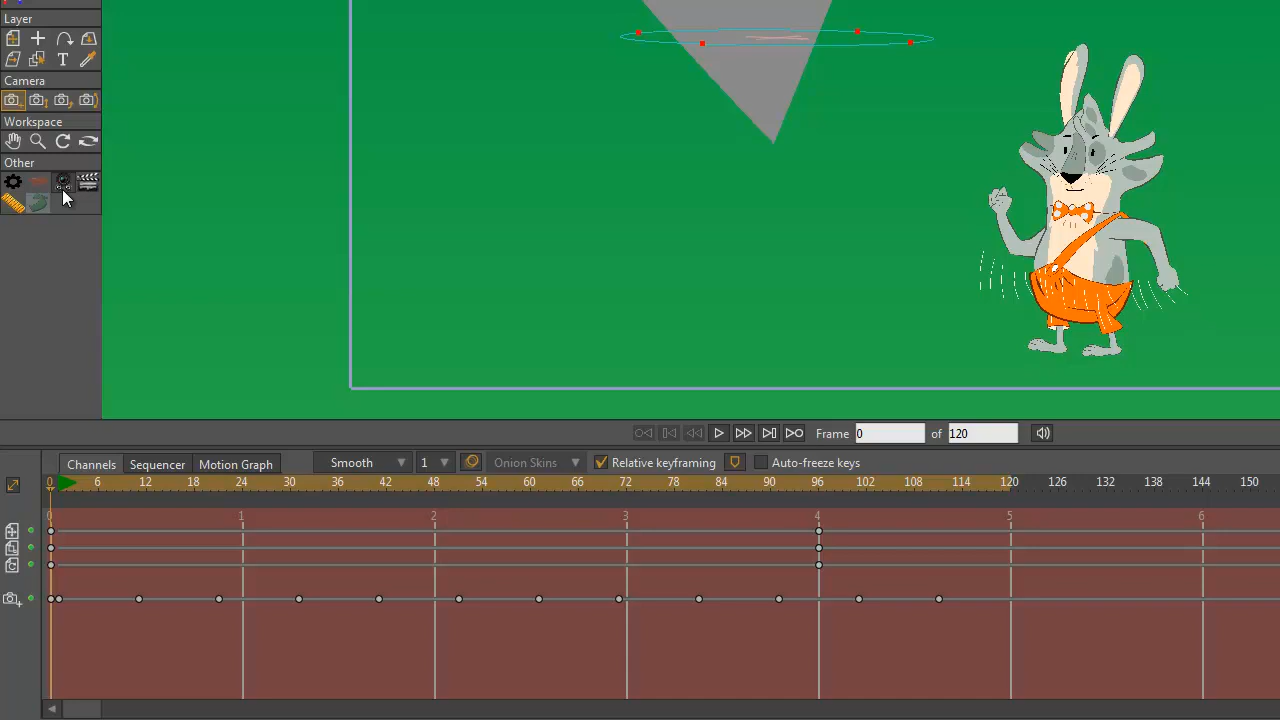 Layer
T
Camera
Workspace
Other
Frame 0 of 120
Channels Sequencer Motion Graph Smooth 1 Onion Skins Relative keyframing Auto-freeze keys
0 6 12 18 24 30 36 42 48 54 60 66 72 78 84 90 96 102 108 114 120 126 132 138 144 150
0 1 2 3 4 5 6